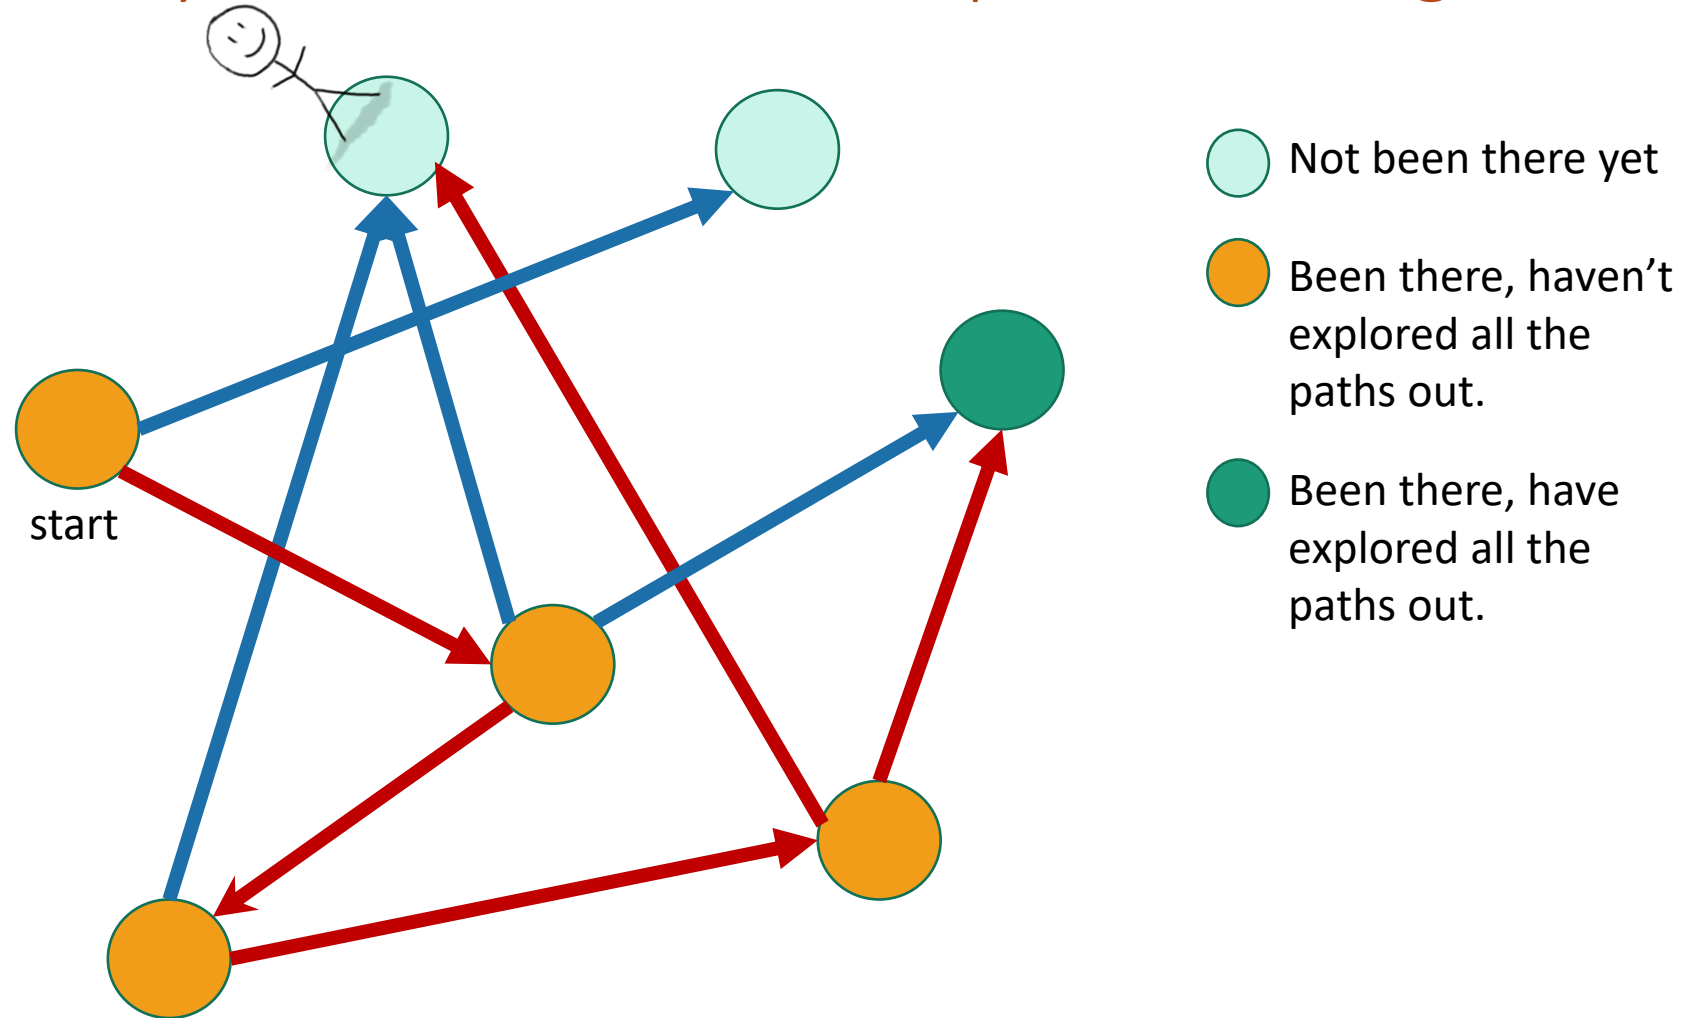 start
Not been there yet
Been there, haven’t
explored all the
paths out.
Been there, have
explored all the
paths out.